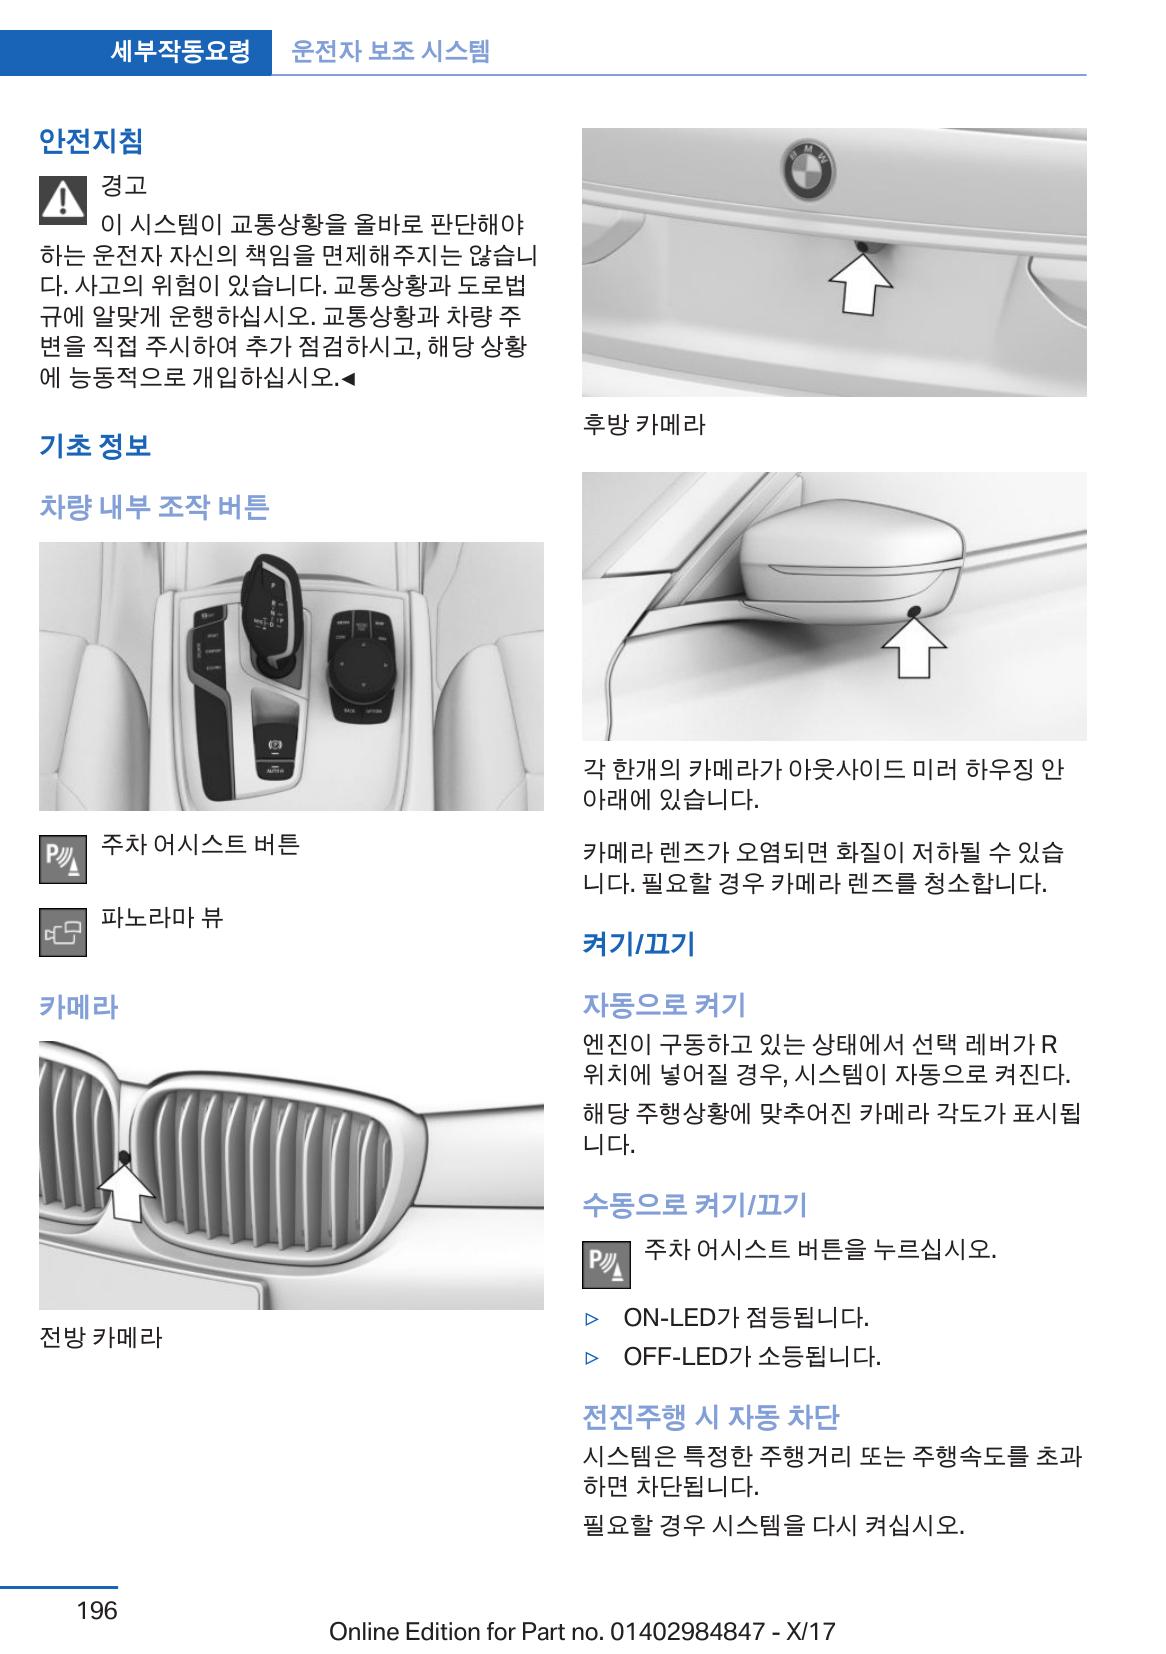 세부작동요령 운전자 보조 시스템
안전지침
경고
이 시스템이 교통상황을 올바로 판단해야
하는 운전자 자신의 책임을 면제해주지는 않습니
다. 사고의 위험이 있습니다. 교통상황과 도로법
규에 알맞게 운행하십시오. 교통상황과 차량 주
변을 직접 주시하여 추가 점검하시고, 해당 상황
에 능동적으로 개입하십시오.◄
기초 정보
차량 내부 조작 버튼
주차 어시스트 버튼
파노라마 뷰
카메라
전방 카메라
후방 카메라
각 한개의 카메라가 아웃사이드 미러 하우징 안
아래에 있습니다.
카메라 렌즈가 오염되면 화질이 저하될 수 있습
니다. 필요할 경우 카메라 렌즈를 청소합니다.
켜기/끄기
자동으로 켜기
엔진이 구동하고 있는 상태에서 선택 레버가 R
위치에 넣어질 경우, 시스템이 자동으로 켜진다.
해당 주행상황에 맞추어진 카메라 각도가 표시됩
니다.
수동으로 켜기/끄기
주차 어시스트 버튼을 누르십시오.
▷ ON-LED가 점등됩니다.
▷ OFF-LED가 소등됩니다.
전진주행 시 자동 차단
시스템은 특정한 주행거리 또는 주행속도를 초과
하면 차단됩니다.
필요할 경우 시스템을 다시 켜십시오.
196
Online Edition for Part no. 01402984847 - X/17